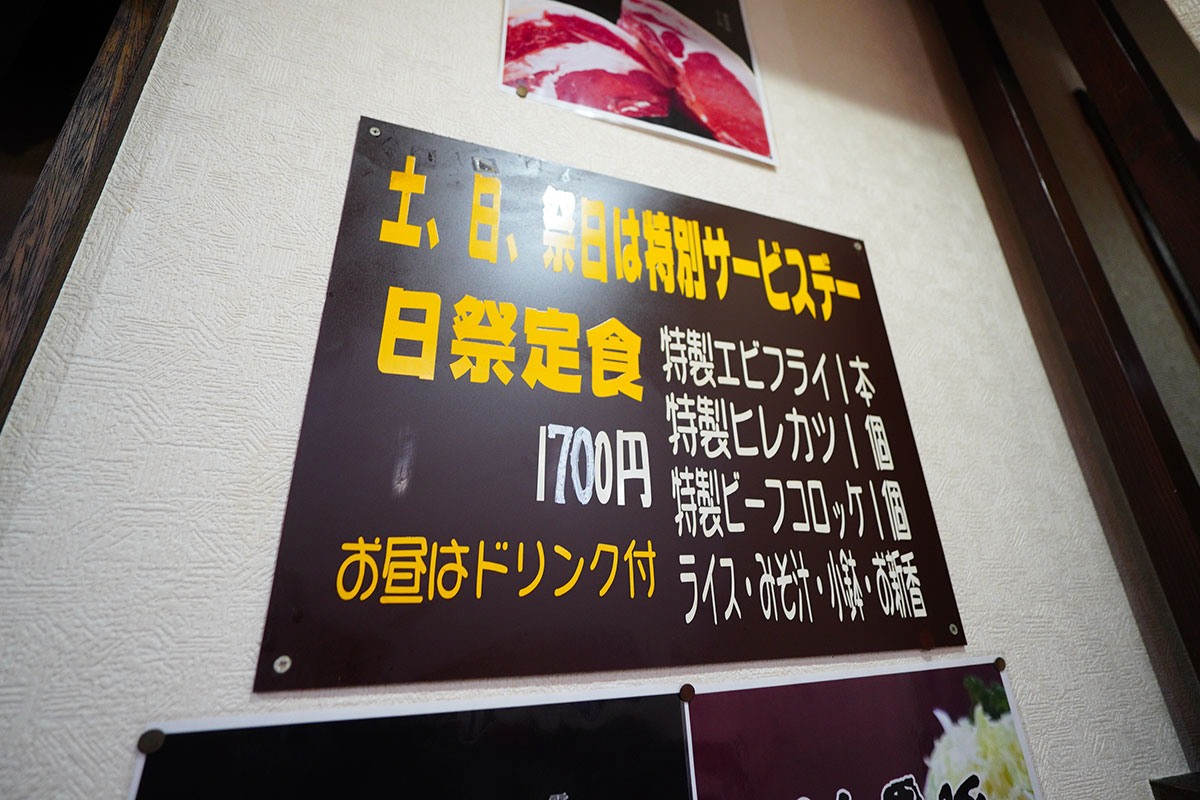 土、日、祭日は特別サービスデー
日祭定食
1700円
お昼はドリンク付
特製エビフライ1本
特製ヒレカツ1個
特製ビーフコロッケ1個
ライス・みそ汁・小鉢・お新香